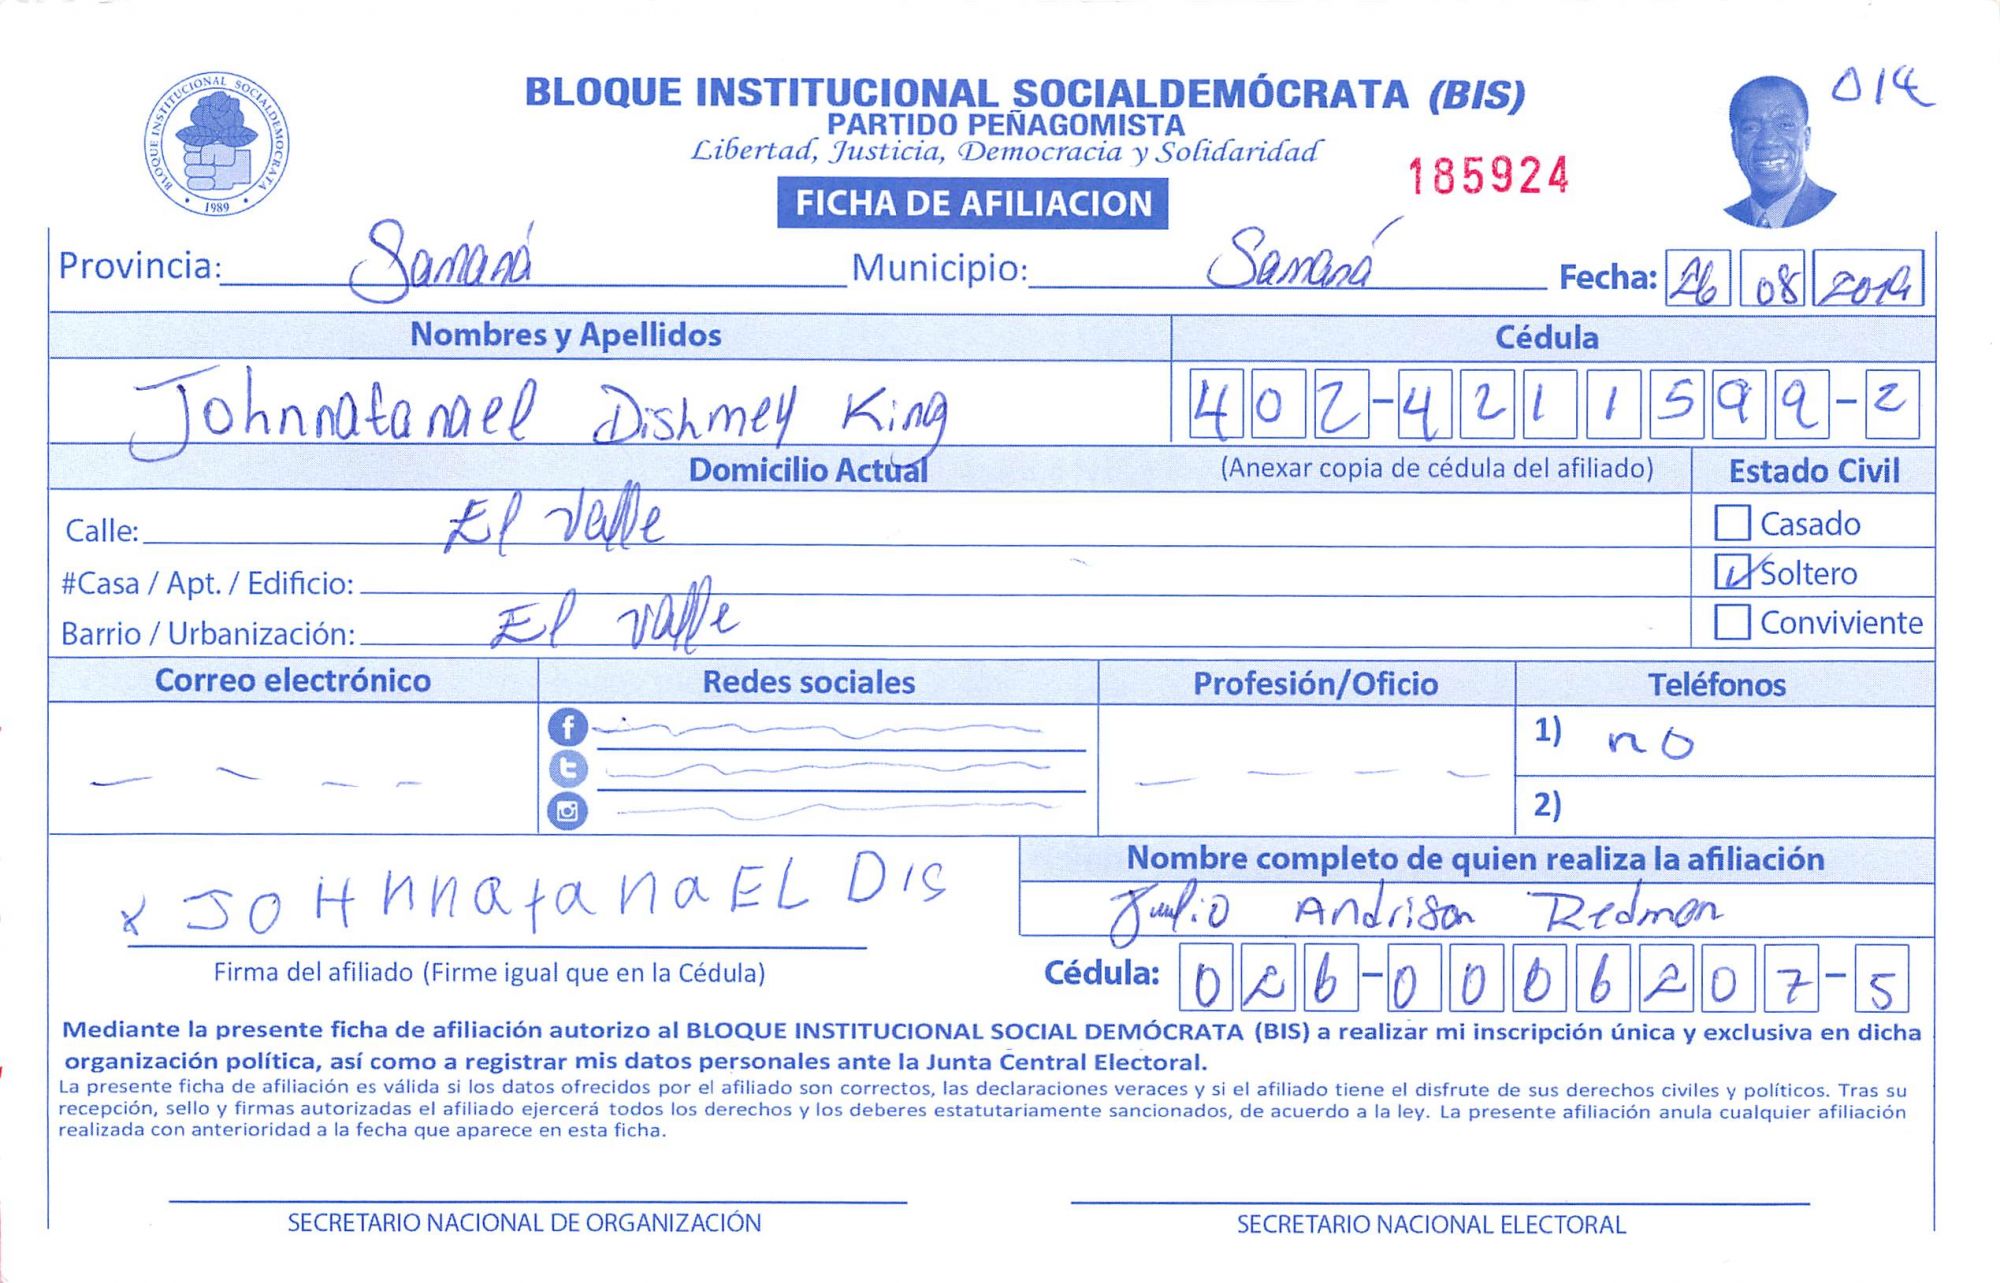 BLOQUE INSTITUCIONAL SOCIALDEMOCRATA
1989
BLOQUE INSTITUCIONAL SOCIALDEMÓCRATA (BIS)
PARTIDO PEÑAGOMISTA
Libertad, Justicia, Democracia y Solidaridad
185924
FICHA DE AFILIACION
Provincia: Samaná Municipio: Samaná Fecha: 26 08 2019
Nombres y Apellidos Cédula
Johnnatanael Dishmey King 402-4211599-2
Domicilio Actual (Anexar copia de cédula del afiliado) Estado Civil
Calle: El Valle Casado
#Casa / Apt. / Edificio: Soltero
Barrio / Urbanización: El Valle Conviviente
Correo electrónico Redes sociales Profesión/Oficio Teléfonos
1) no
2)
x JOHnnatanaEL DIS
Nombre completo de quien realiza la afiliación
Julio Andrison Redmon
Firma del afiliado (Firme igual que en la Cédula) Cédula: 026-0006207-5
Mediante la presente ficha de afiliación autorizo al BLOQUE INSTITUCIONAL SOCIAL DEMÓCRATA (BIS) a realizar mi inscripción única y exclusiva en dicha
organización política, así como a registrar mis datos personales ante la Junta Central Electoral.
La presente ficha de afiliación es válida si los datos ofrecidos por el afiliado son correctos, las declaraciones veraces y si el afiliado tiene el disfrute de sus derechos civiles y políticos. Tras su
recepción, sello y firmas autorizadas el afiliado ejercerá todos los derechos y los deberes estatutariamente sancionados, de acuerdo a la ley. La presente afiliación anula cualquier afiliación
realizada con anterioridad a la fecha que aparece en esta ficha.
SECRETARIO NACIONAL DE ORGANIZACIÓN SECRETARIO NACIONAL ELECTORAL